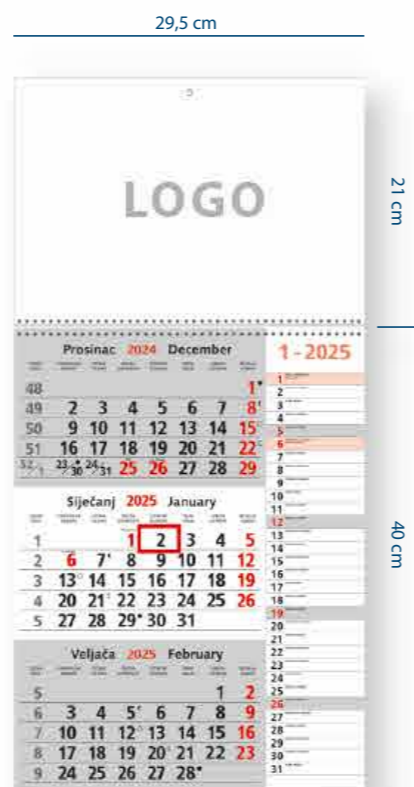 29,5 cm
LOGO
21 cm
Prosinac 2024 December
48 1
49 2 3 4 5 6 7 8
50 9 10 11 12 13 14 15
51 16 17 18 19 20 21 22
52/1 23/30 24/31 25 26 27 28 29
Siječanj 2025 January
1 1 2 3 4 5
2 6 7 8 9 10 11 12
3 13 14 15 16 17 18 19
4 20 21 22 23 24 25 26
5 27 28 29 30 31
Veljača 2025 February
5 1 2
6 3 4 5 6 7 8 9
7 10 11 12 13 14 15 16
8 17 18 19 20 21 22 23
9 24 25 26 27 28
1 - 2025
1
2
3
4
5
6
7
8
9
10
11
12
13
14
15
16
17
18
19
20
21
22
23
24
25
26
27
28
29
30
31
40 cm